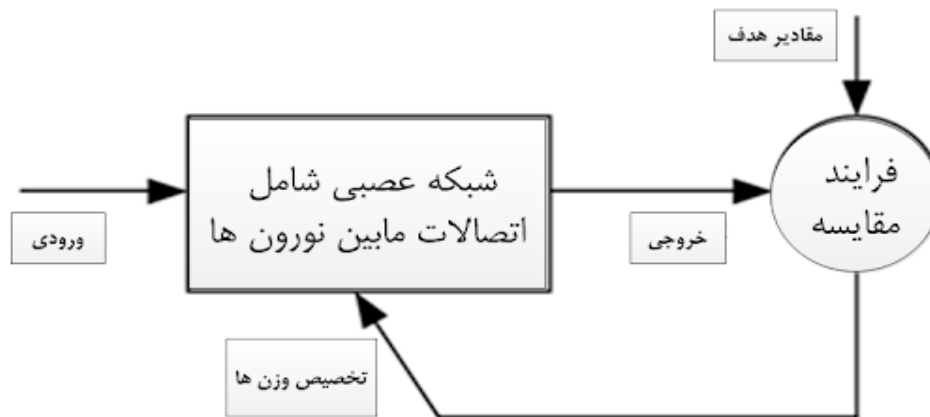 مقادیر هدف
شبکه عصبی شامل
اتصالات مابین نورون ها
فرایند
مقایسه
ورودی
خروجی
تخصیص وزن ها